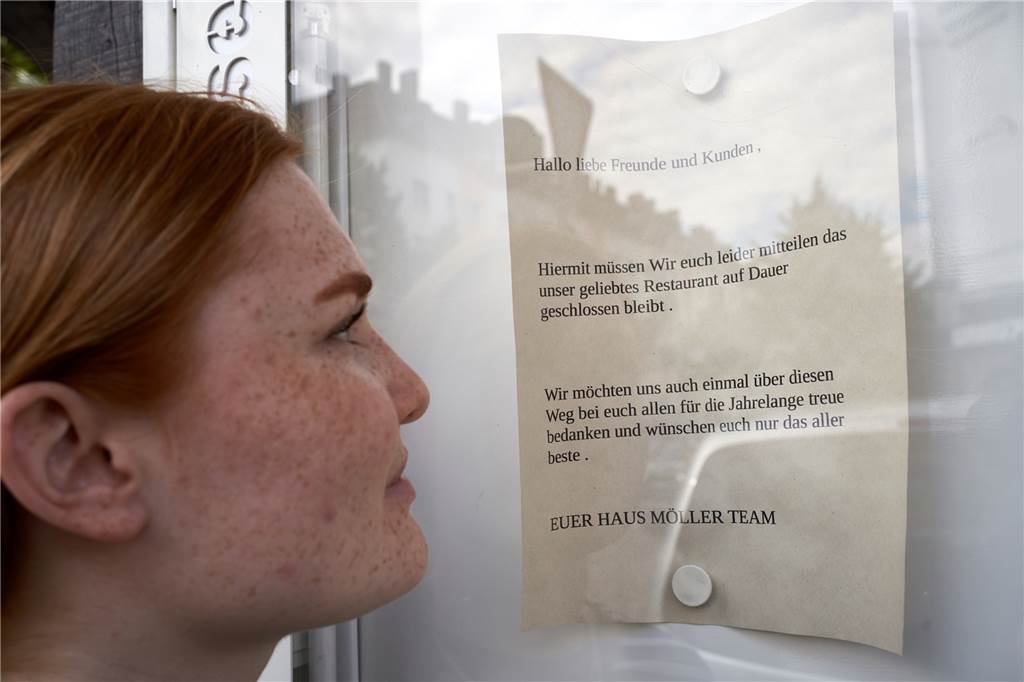 Hallo liebe Freunde und Kunden ,
Hiermit müssen Wir euch leider mitteilen das
unser geliebtes Restaurant auf Dauer
geschlossen bleibt .
Wir möchten uns auch einmal über diesen
Weg bei euch allen für die Jahrelange treue
bedanken und wünschen euch nur das aller
beste .
EUER HAUS MÖLLER TEAM